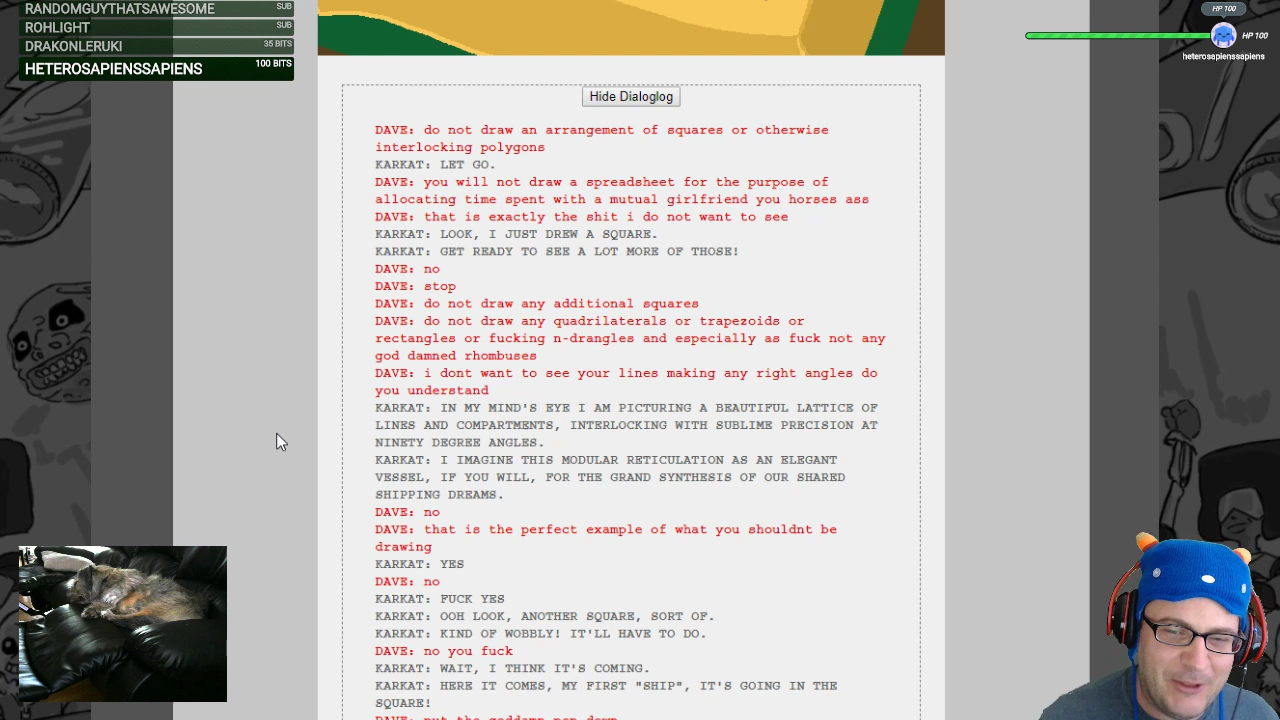 RANDOMGUYTHATSAWESOME SUB
ROHLIGHT SUB
DRAKONLERUKI 35 BITS
HETEROSAPIENSSAPIENS 100 BITS
HP 100
HP 100
heterosapienssapiens
Hide Dialoglog
DAVE: do not draw an arrangement of squares or otherwise
interlocking polygons
KARKAT: LET GO.
DAVE: you will not draw a spreadsheet for the purpose of
allocating time spent with a mutual girlfriend you horses ass
DAVE: that is exactly the shit i do not want to see
KARKAT: LOOK, I JUST DREW A SQUARE.
KARKAT: GET READY TO SEE A LOT MORE OF THOSE!
DAVE: no
DAVE: stop
DAVE: do not draw any additional squares
DAVE: do not draw any quadrilaterals or trapezoids or
rectangles or fucking n-drangles and especially as fuck not any
god damned rhombuses
DAVE: i dont want to see your lines making any right angles do
you understand
KARKAT: IN MY MIND'S EYE I AM PICTURING A BEAUTIFUL LATTICE OF
LINES AND COMPARTMENTS, INTERLOCKING WITH SUBLIME PRECISION AT
NINETY DEGREE ANGLES.
KARKAT: I IMAGINE THIS MODULAR RETICULATION AS AN ELEGANT
VESSEL, IF YOU WILL, FOR THE GRAND SYNTHESIS OF OUR SHARED
SHIPPING DREAMS.
DAVE: no
DAVE: that is the perfect example of what you shouldnt be
drawing
KARKAT: YES
DAVE: no
KARKAT: FUCK YES
KARKAT: OOH LOOK, ANOTHER SQUARE, SORT OF.
KARKAT: KIND OF WOBBLY! IT'LL HAVE TO DO.
DAVE: no you fuck
KARKAT: WAIT, I THINK IT'S COMING.
KARKAT: HERE IT COMES, MY FIRST "SHIP", IT'S GOING IN THE
SQUARE!
DAVE: put the goddamn pen down